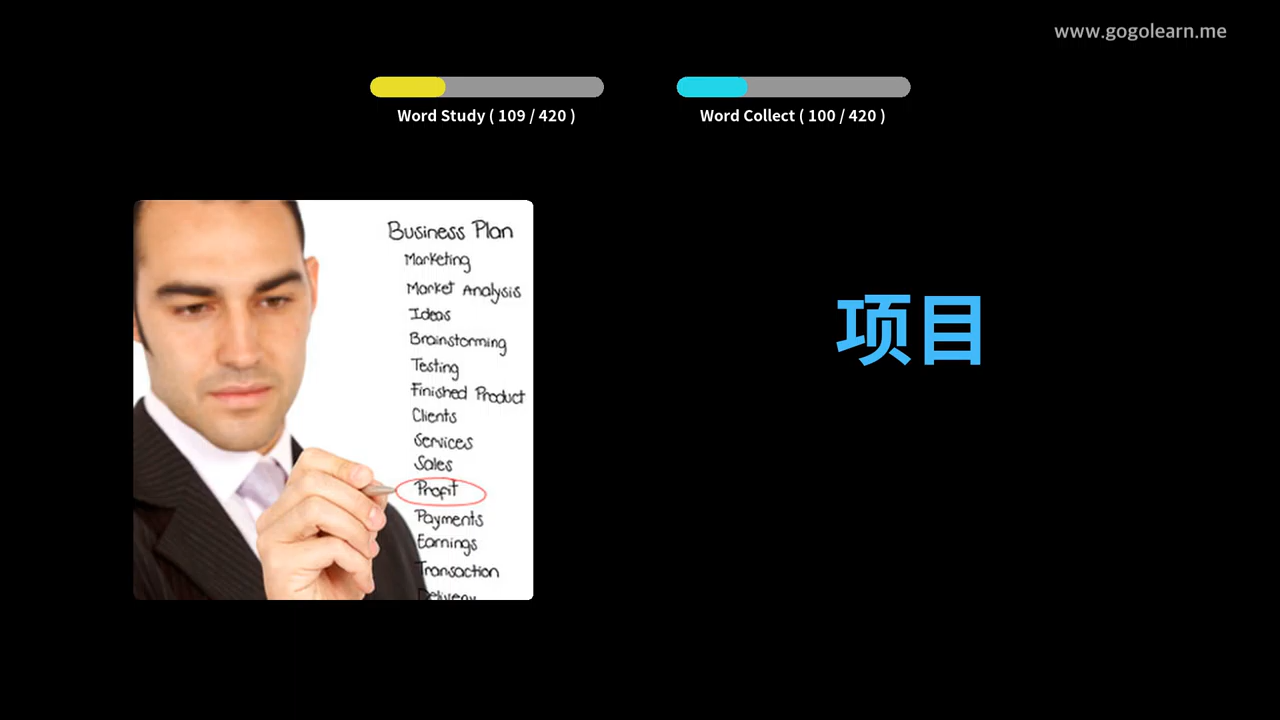 www.gogolearn.me
Word Study ( 109 / 420 )
Word Collect ( 100 / 420 )
Business Plan
Marketing
Market Analysis
Ideas
Brainstorming
Testing
Finished Product
Clients
Services
Sales
Profit
Payments
Earnings
Transaction
Delivery
项目